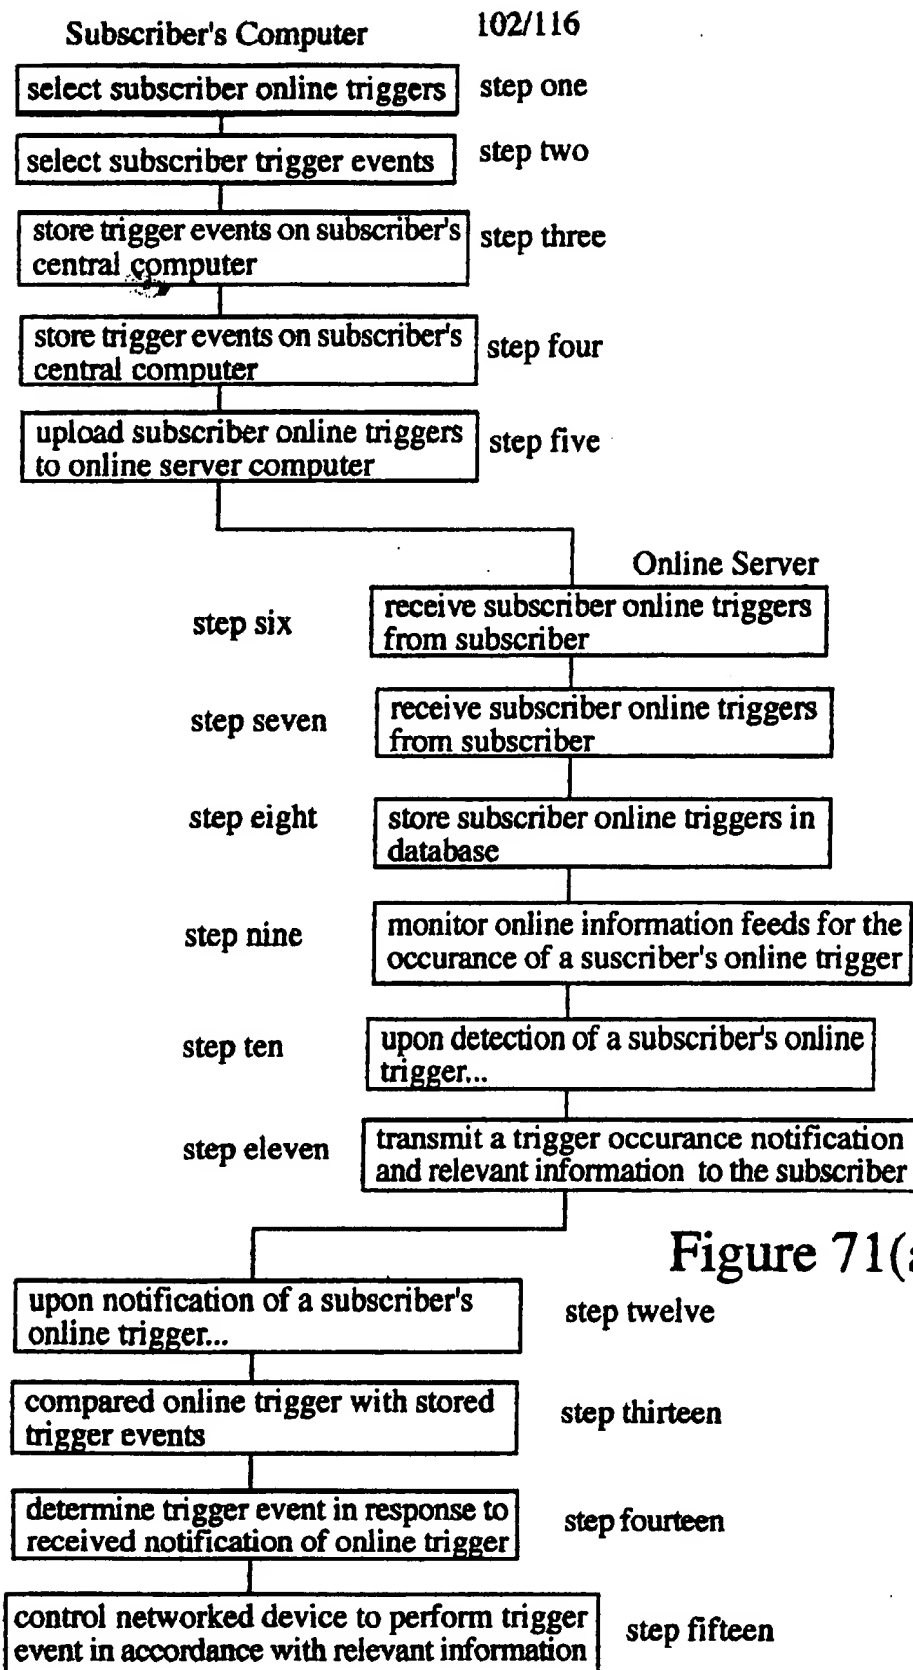 102/116
Subscriber's Computer
select subscriber online triggers
step one
select subscriber trigger events
step two
store trigger events on subscriber's
central computer
step three
store trigger events on subscriber's
central computer
step four
upload subscriber online triggers
to online server computer
step five
Online Server
step six
receive subscriber online triggers
from subscriber
step seven
receive subscriber online triggers
from subscriber
step eight
store subscriber online triggers in
database
step nine
monitor online information feeds for the
occurance of a suscriber's online trigger
step ten
upon detection of a subscriber's online
trigger...
step eleven
transmit a trigger occurance notification
and relevant information to the subscriber
Figure 71(a
upon notification of a subscriber's
online trigger...
step twelve
compared online trigger with stored
trigger events
step thirteen
determine trigger event in response to
received notification of online trigger
step fourteen
control networked device to perform trigger
event in accordance with relevant information
step fifteen